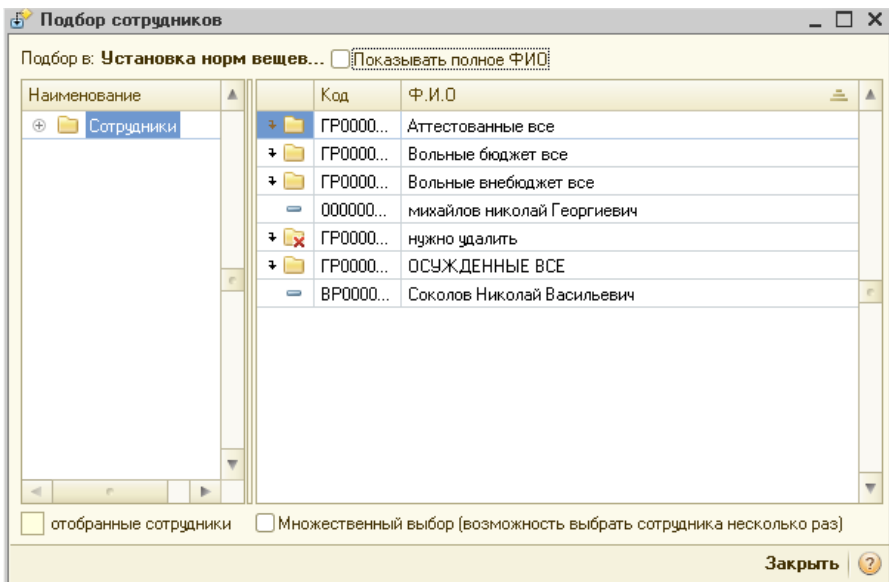 Подбор сотрудников
Подбор в: Установка норм вещев... Показывать полное ФИО
Наименование
Сотрудники
Код Ф.И.О
ГР0000... Аттестованные все
ГР0000... Вольные бюджет все
ГР0000... Вольные внебюджет все
000000... михайлов николай Георгиевич
ГР0000... нужно удалить
ГР0000... ОСУЖДЕННЫЕ ВСЕ
ВР0000... Соколов Николай Васильевич
отобранные сотрудники Множественный выбор (возможность выбрать сотрудника несколько раз)
Закрыть ?